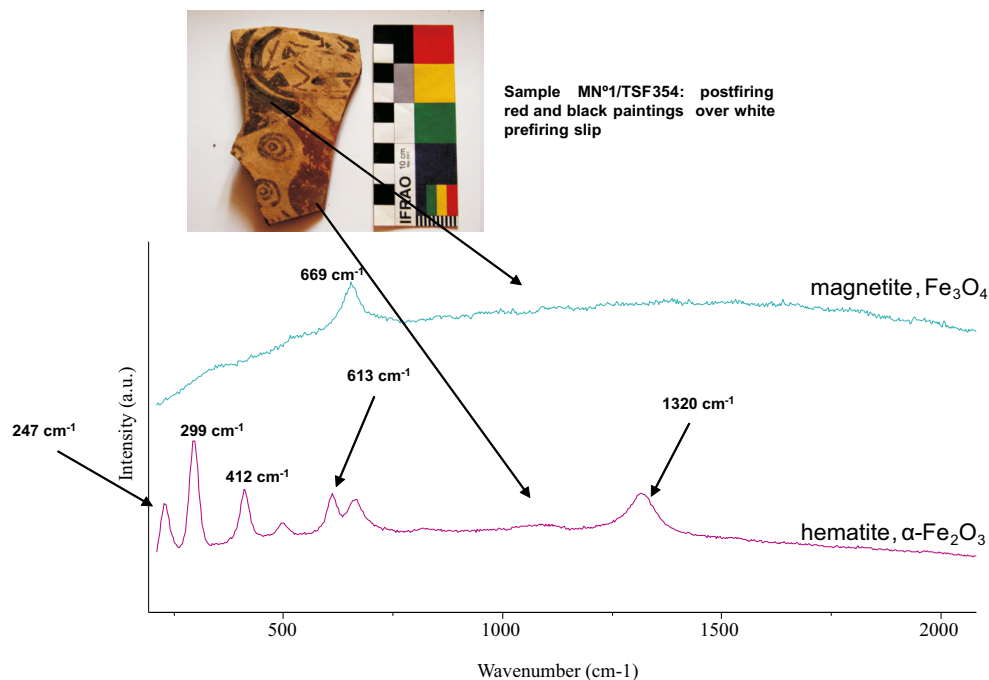 Sample MNº1/TSF354: postfiring
red and black paintings over white
prefiring slip
IFRAO
10 cm
669 cm-1
magnetite, Fe3O4
613 cm-1
1320 cm-1
247 cm-1
299 cm-1
412 cm-1
hematite, α-Fe2O3
Intensity (a.u.)
500
1000
1500
2000
Wavenumber (cm-1)